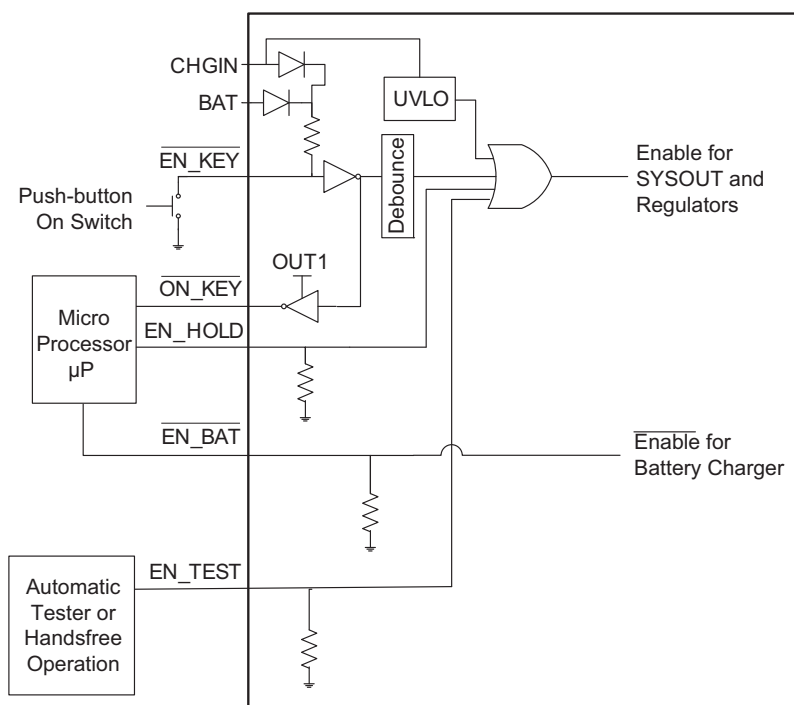 CHGIN
BAT
UVLO
EN_KEY
Debounce
Enable for
SYSOUT and
Regulators
Push-button
On Switch
OUT1
ON_KEY
Micro
Processor
µP
EN_HOLD
EN_BAT
Enable for
Battery Charger
EN_TEST
Automatic
Tester or
Handsfree
Operation